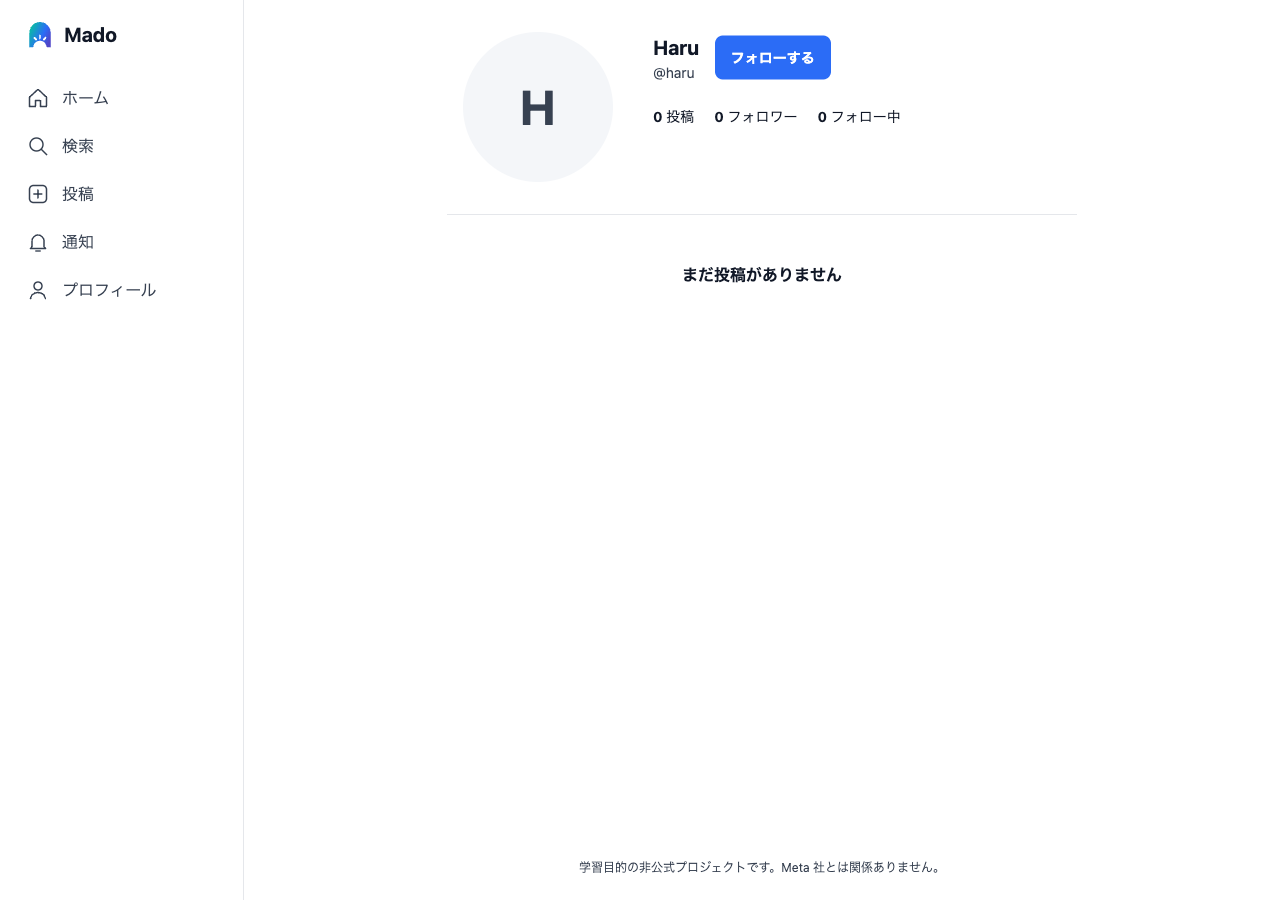 Mado
ホーム
検索
投稿
通知
プロフィール
H
Haru
@haru
フォローする
0 投稿 0 フォロワー 0 フォロー中
まだ投稿がありません
学習目的の非公式プロジェクトです。Meta 社とは関係ありません。